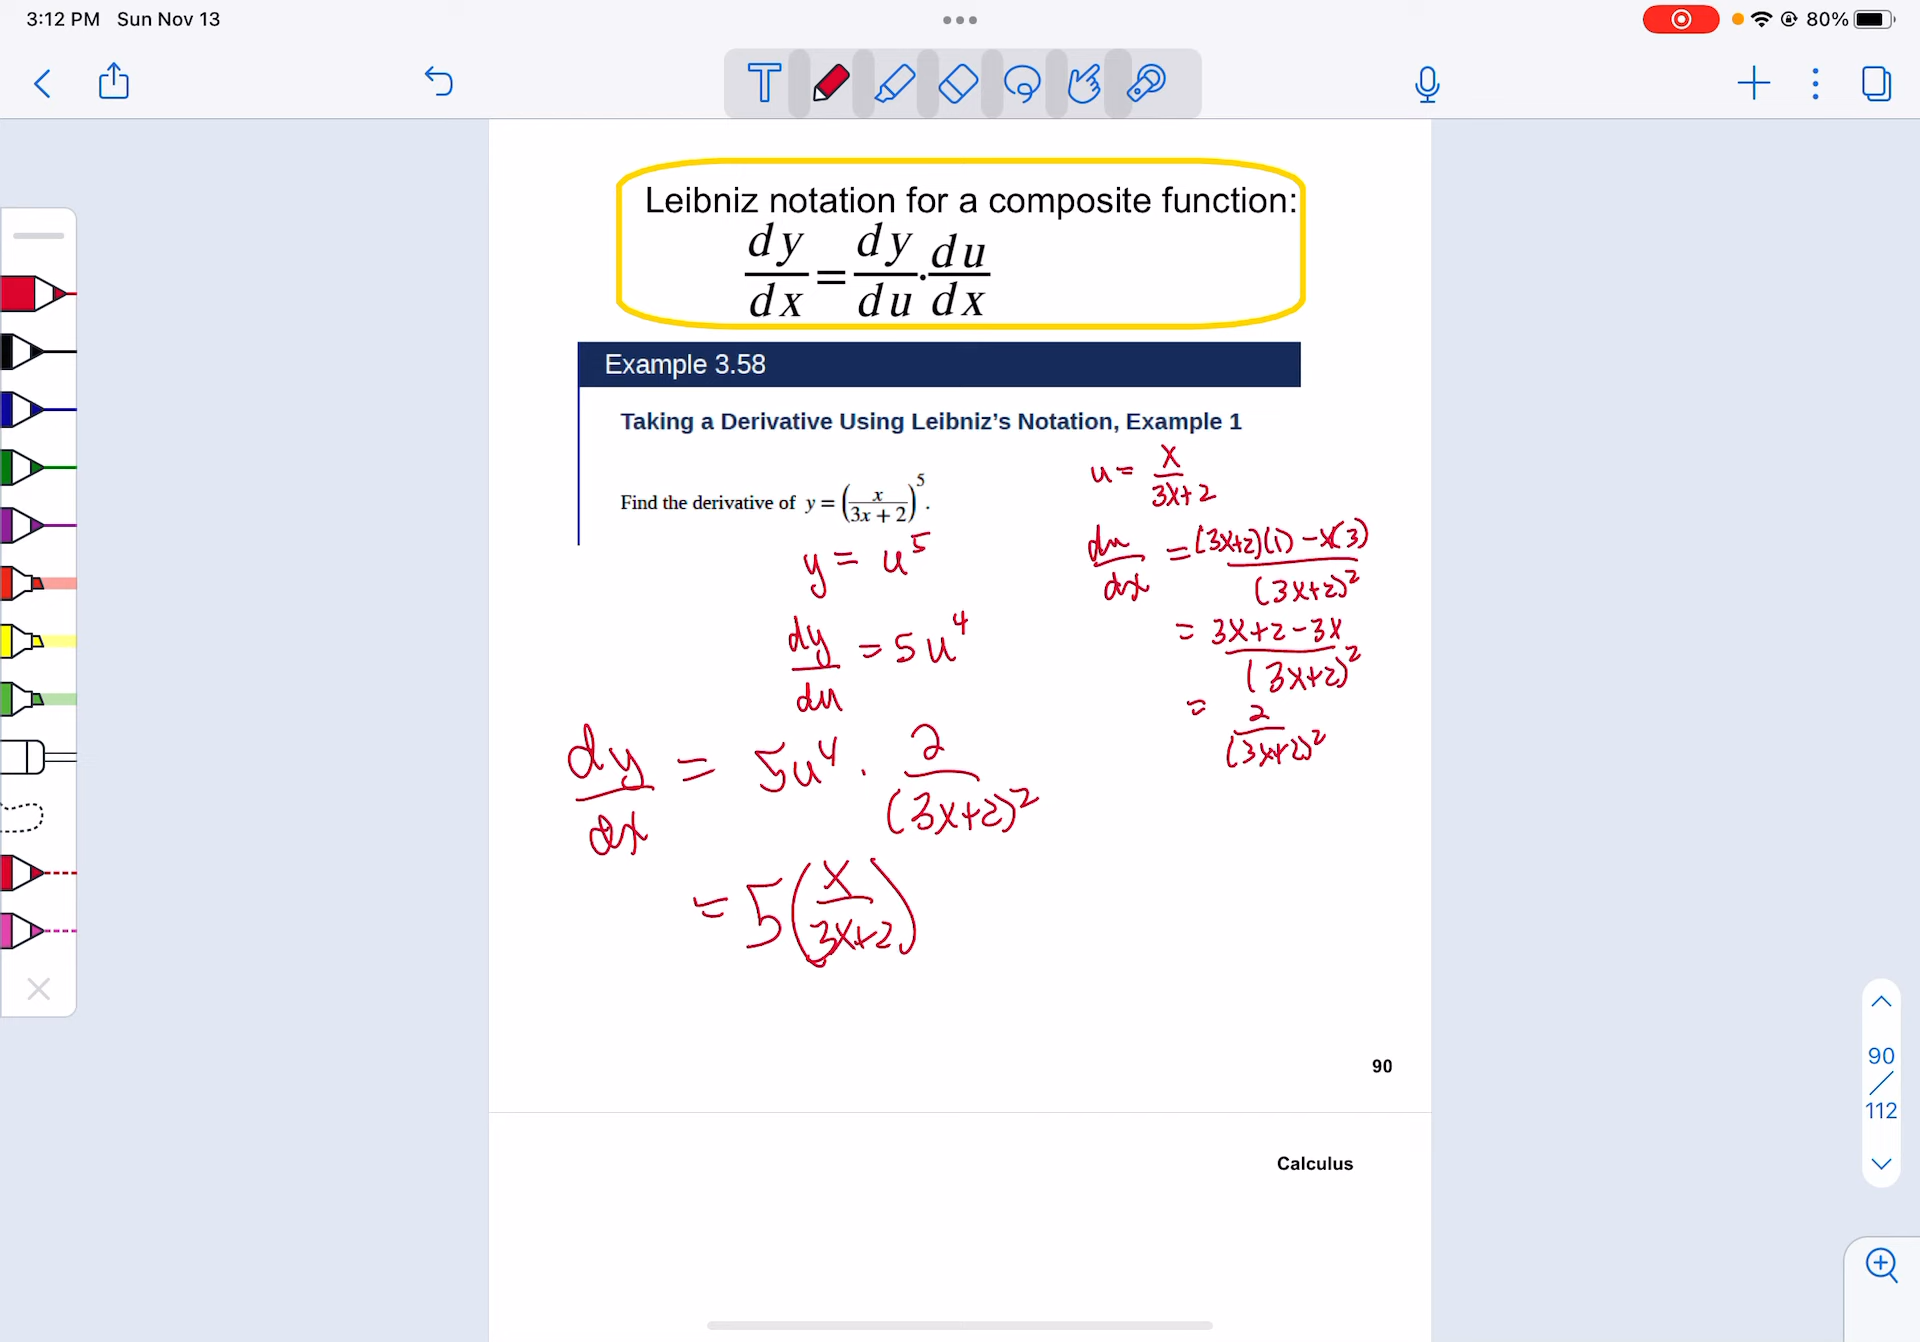 3:12 PM Sun Nov 13
80%
Leibniz notation for a composite function:
dy/dx = dy/du · du/dx
Example 3.58
Taking a Derivative Using Leibniz's Notation, Example 1
Find the derivative of y = (x/(3x + 2))^5.
u = x/(3x+2)
du/dx = ((3x+2)(1) - x(3))/(3x+2)^2
= (3x+2-3x)/(3x+2)^2
= 2/(3x+2)^2
y = u^5
dy/du = 5u^4
dy/dx = 5u^4 · 2/(3x+2)^2
= 5(x/(3x+2))
90
Calculus
90
/
112